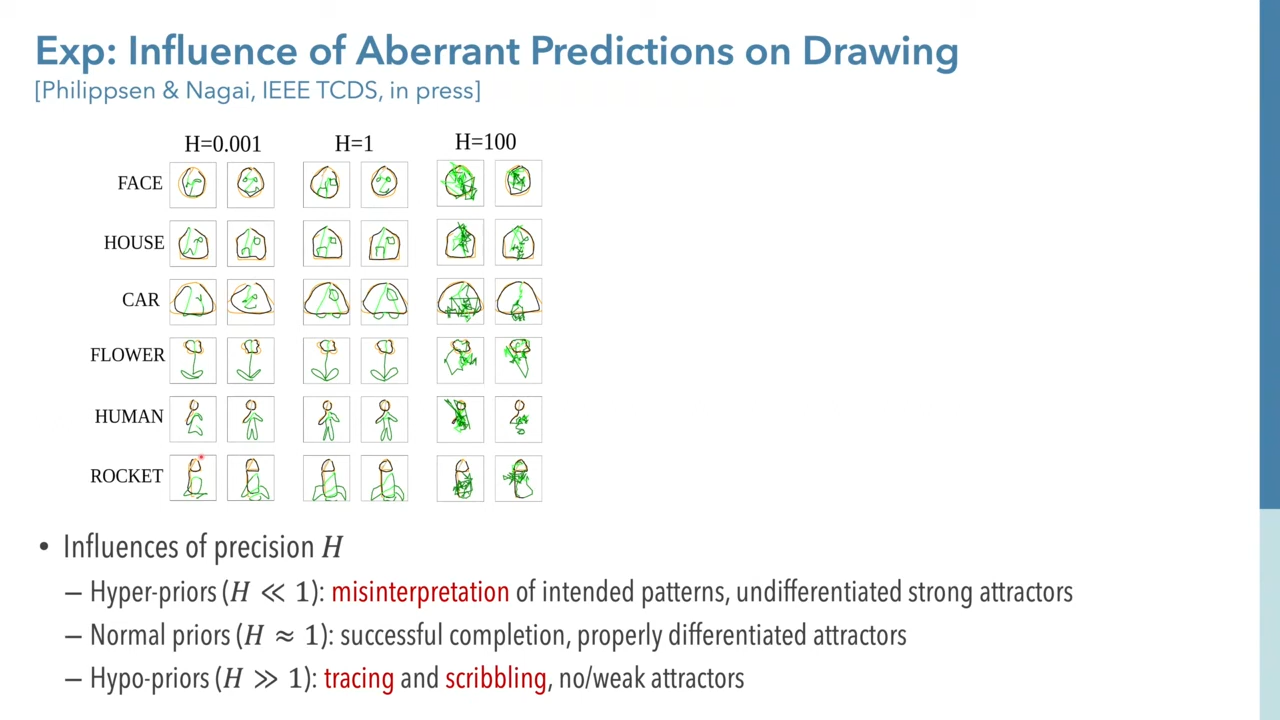 Exp: Influence of Aberrant Predictions on Drawing
[Philippsen & Nagai, IEEE TCDS, in press]
H=0.001 H=1 H=100
FACE
HOUSE
CAR
FLOWER
HUMAN
ROCKET
• Influences of precision H
– Hyper-priors (H ≪ 1): misinterpretation of intended patterns, undifferentiated strong attractors
– Normal priors (H ≈ 1): successful completion, properly differentiated attractors
– Hypo-priors (H ≫ 1): tracing and scribbling, no/weak attractors